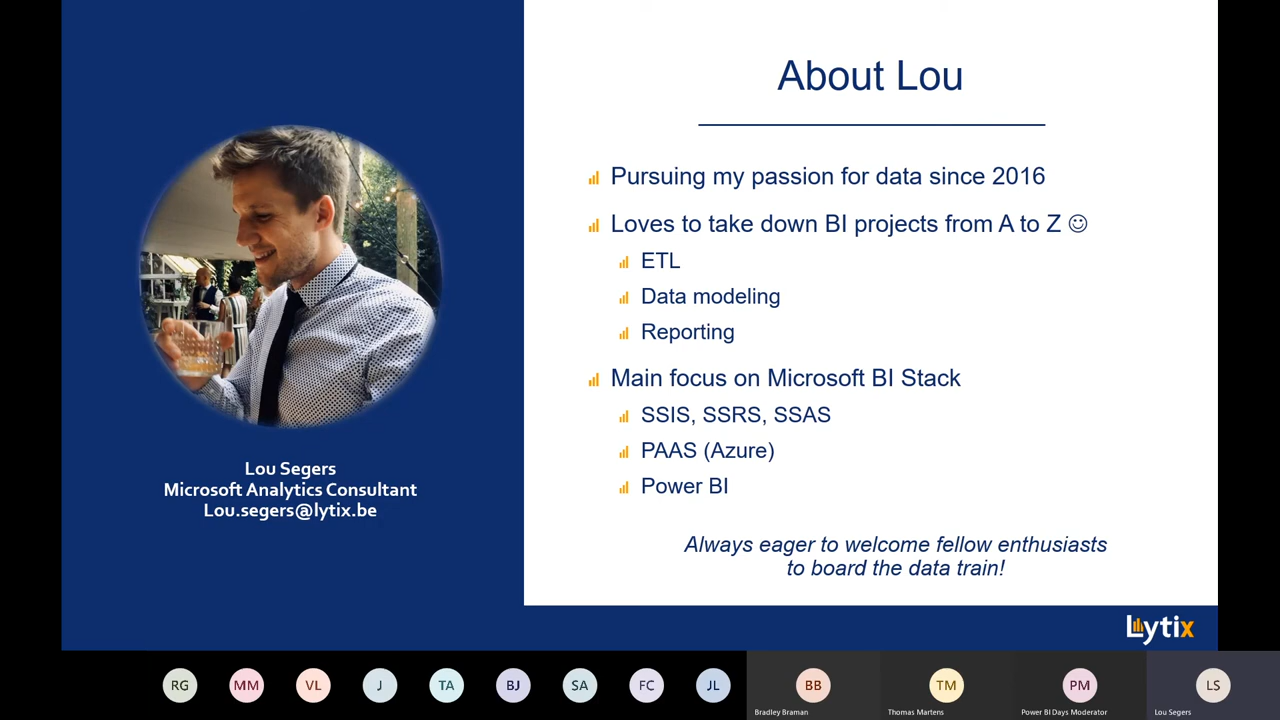 About Lou
Pursuing my passion for data since 2016
Loves to take down BI projects from A to Z ☺
ETL
Data modeling
Reporting
Main focus on Microsoft BI Stack
SSIS, SSRS, SSAS
PAAS (Azure)
Power BI
Always eager to welcome fellow enthusiasts
to board the data train!
Lou Segers
Microsoft Analytics Consultant
Lou.segers@lytix.be
Lytix
RG
MM
VL
J
TA
BJ
SA
FC
JL
BB
TM
PM
LS
Bradley Braman
Thomas Martens
Power BI Days Moderator
Lou Segers